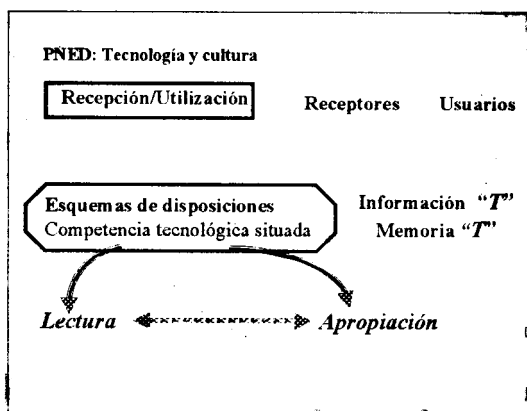 PNED: Tecnología y cultura
Recepción/Utilización Receptores Usuarios
Esquemas de disposiciones
Competencia tecnológica situada
Información “T”
Memoria “T”
Lectura Apropiación